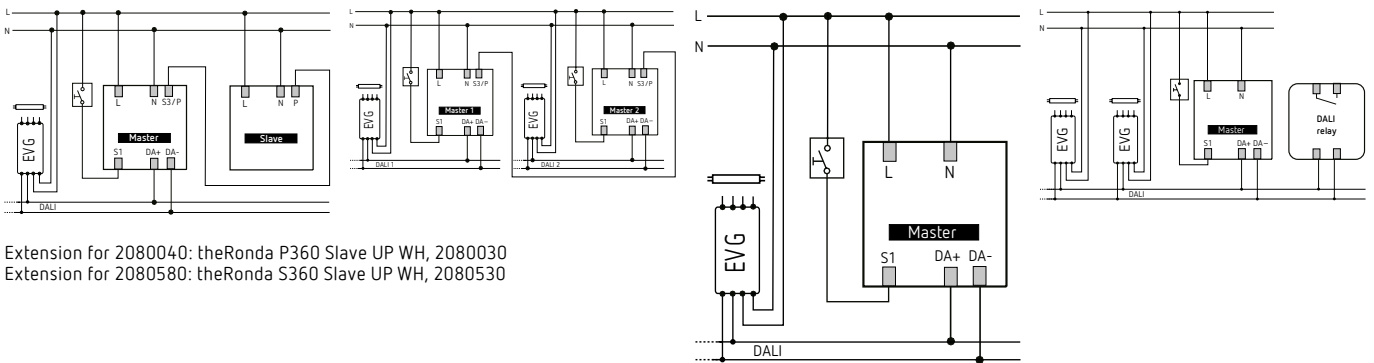 L
N
L N S3/P
Master
S1 DA+ DA-
EVG
DALI
L N P
Slave
L
N
L N S3/P
Master 1
S1 DA+ DA-
EVG
DALI 1
L N S3/P
Master 2
S1 DA+ DA-
EVG
DALI 2
Extension for 2080040: theRonda P360 Slave UP WH, 2080030
Extension for 2080580: theRonda S360 Slave UP WH, 2080530
L
N
L N
Master
S1 DA+ DA-
EVG
DALI
L
N
L N
Master
S1 DA+ DA-
EVG
EVG
DALI
DALI
relay